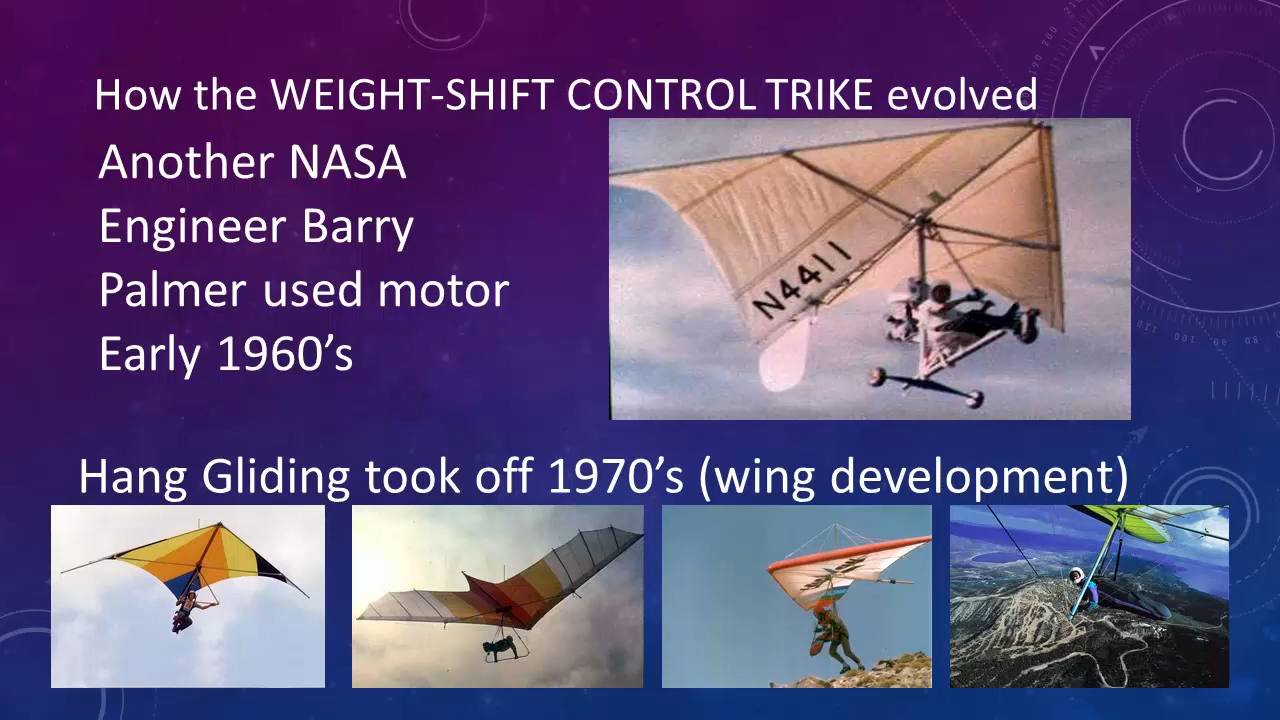 How the WEIGHT-SHIFT CONTROL TRIKE evolved
Another NASA
Engineer Barry
Palmer used motor
Early 1960’s
N4411
Hang Gliding took off 1970’s (wing development)